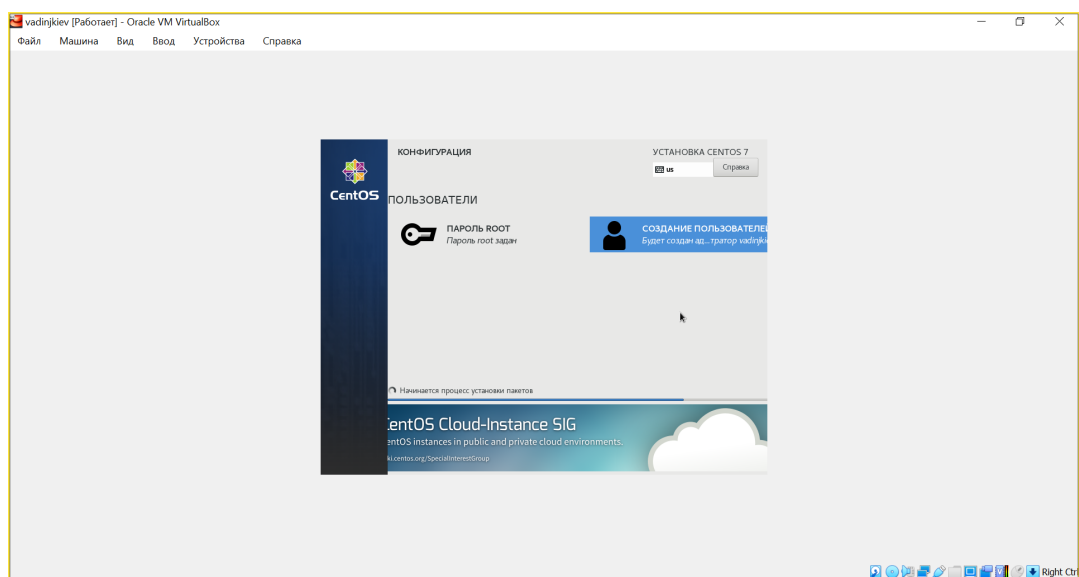 vadinjkiev [Работает] - Oracle VM VirtualBox
Файл Машина Вид Ввод Устройства Справка
КОНФИГУРАЦИЯ
УСТАНОВКА CENTOS 7
us
Справка
CentOS
ПОЛЬЗОВАТЕЛИ
ПАРОЛЬ ROOT
Пароль root задан
СОЗДАНИЕ ПОЛЬЗОВАТЕЛЕЙ
Будет создан ад...тратор vadinjki
Начинается процесс установки пакетов
CentOS Cloud-Instance SIG
entOS instances in public and private cloud environments.
ki.centos.org/SpecialInterestGroup
Right Ctrl